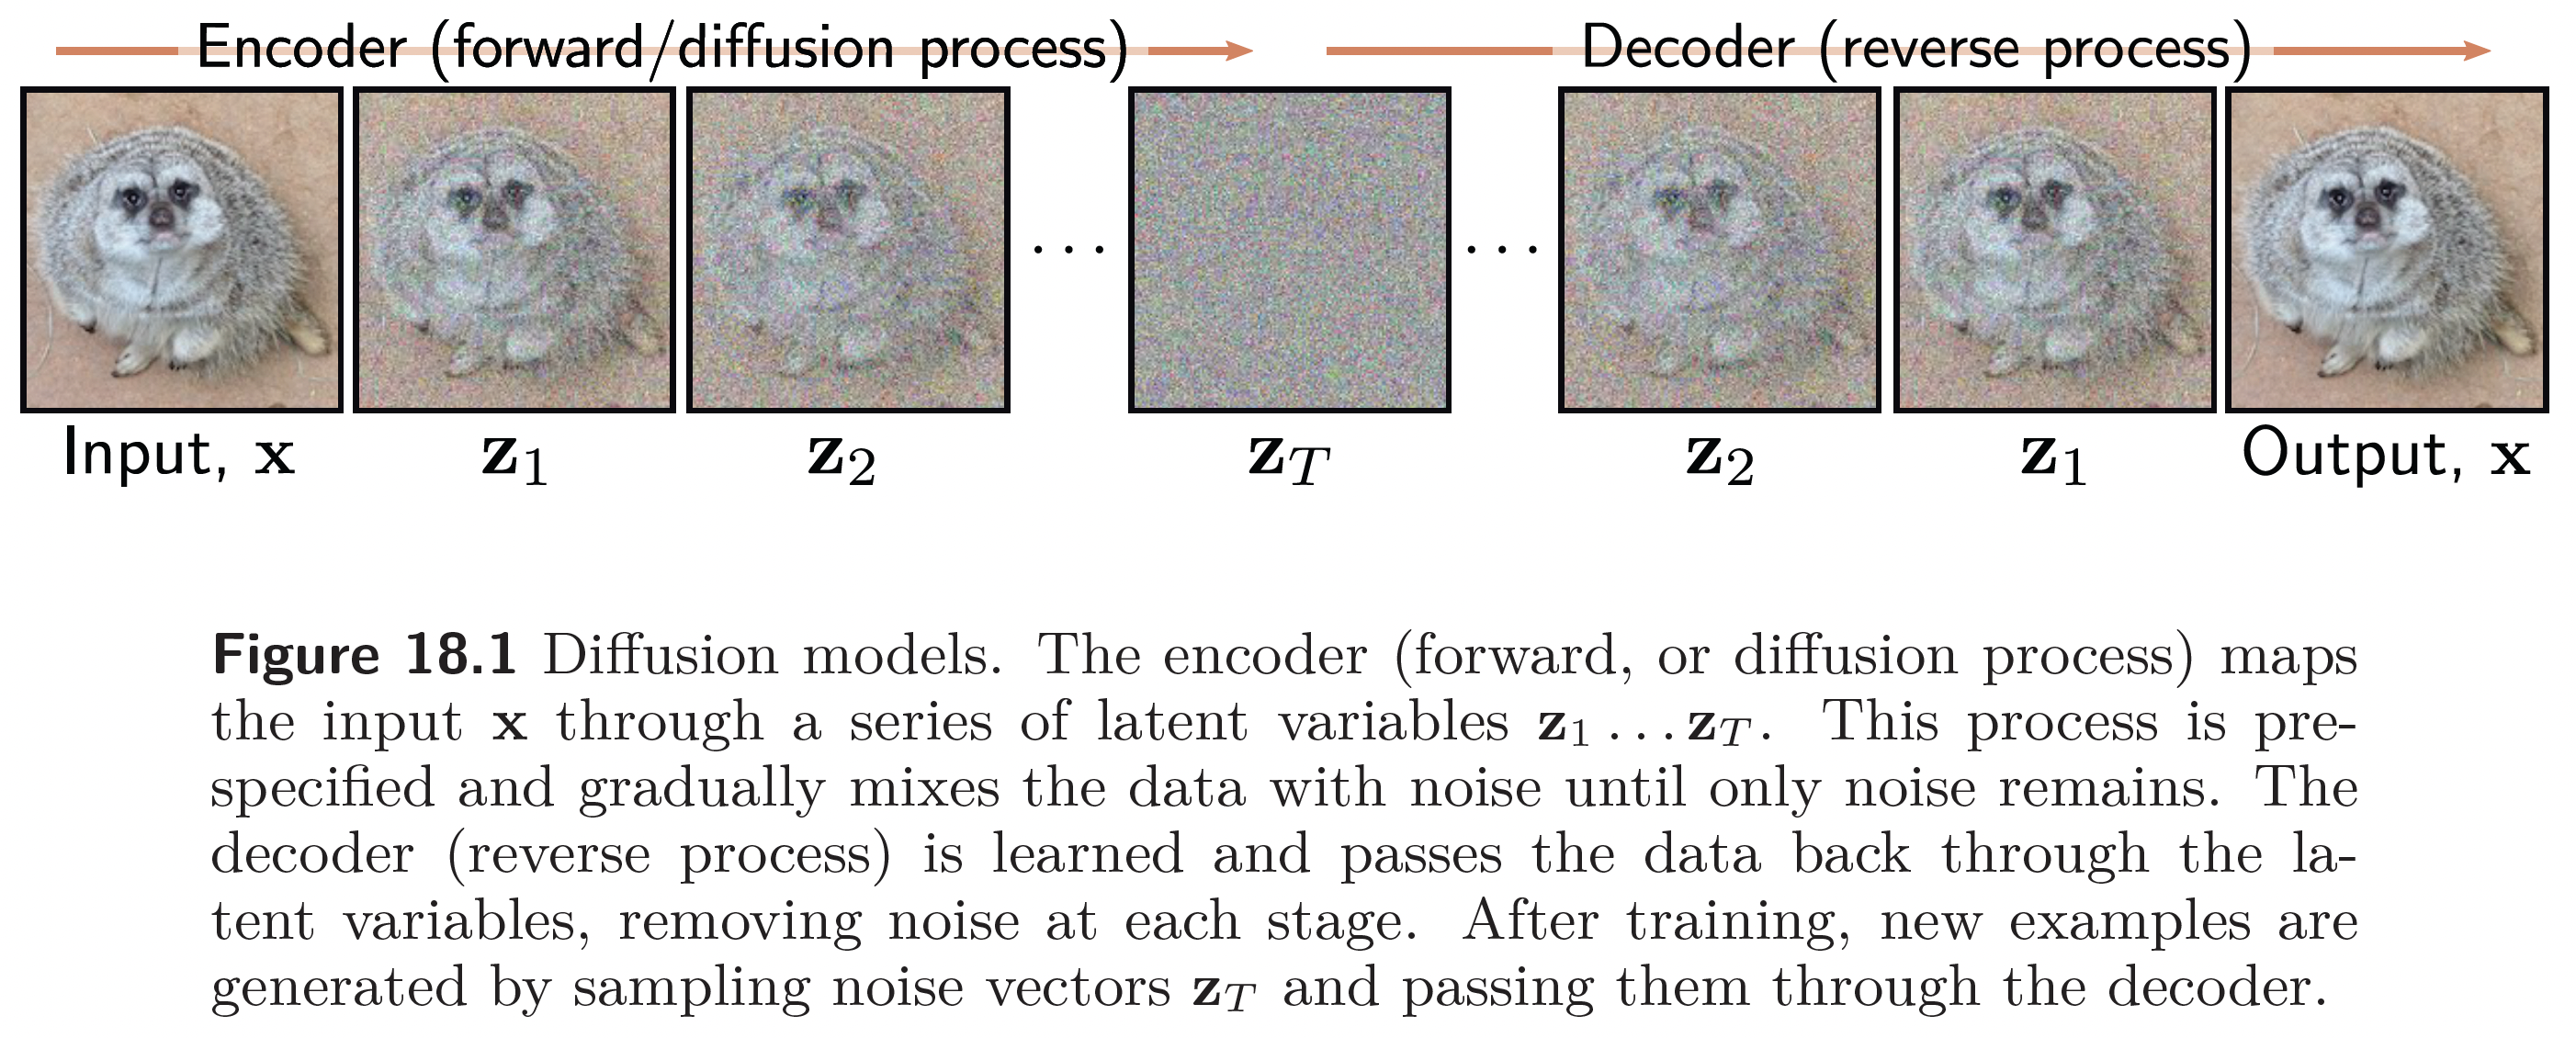 Encoder (forward/diffusion process) Decoder (reverse process)
... ...
Input, x z₁ z₂ z_T z₂ z₁ Output, x
Figure 18.1 Diffusion models. The encoder (forward, or diffusion process) maps
the input x through a series of latent variables z₁ . . . z_T. This process is pre-
specified and gradually mixes the data with noise until only noise remains. The
decoder (reverse process) is learned and passes the data back through the la-
tent variables, removing noise at each stage. After training, new examples are
generated by sampling noise vectors z_T and passing them through the decoder.